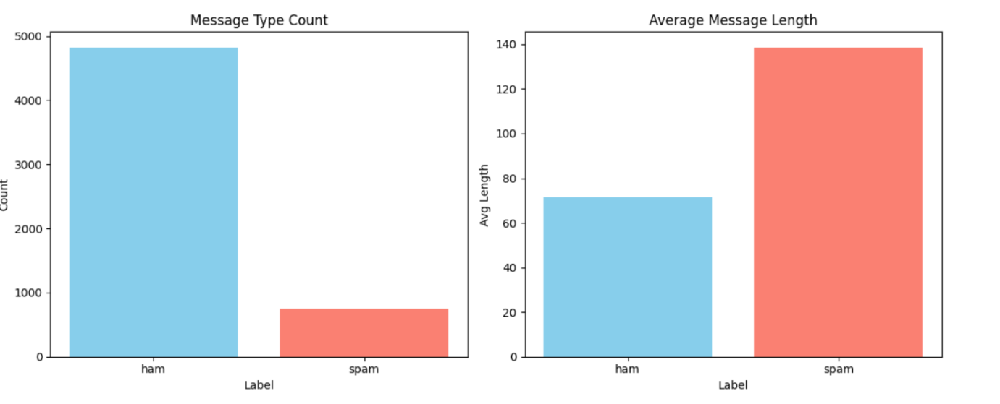 Message Type Count
5000
4000
3000
2000
1000
0
Count
ham spam
Label
Average Message Length
140
120
100
80
60
40
20
0
Avg Length
ham spam
Label